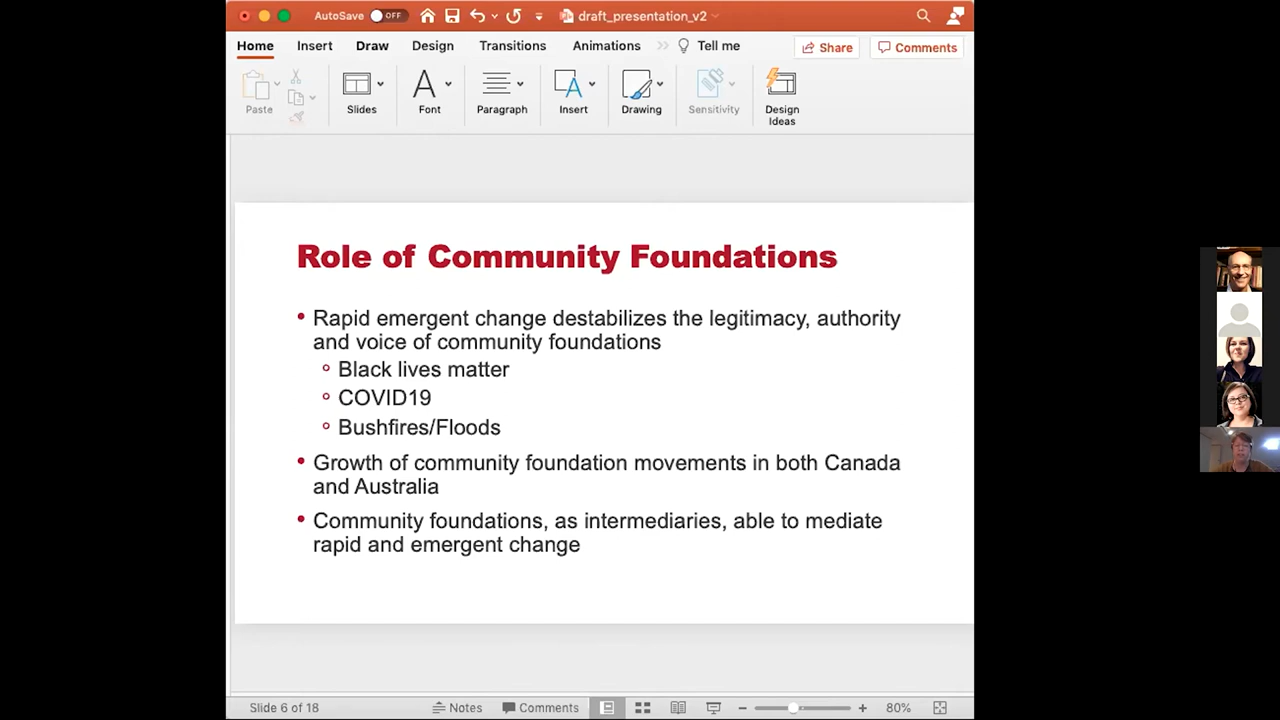 AutoSave OFF draft_presentation_v2
Home Insert Draw Design Transitions Animations Tell me Share Comments
Paste Slides Font Paragraph Insert Drawing Sensitivity Design
Ideas
Role of Community Foundations
• Rapid emergent change destabilizes the legitimacy, authority
and voice of community foundations
Black lives matter
COVID19
Bushfires/Floods
• Growth of community foundation movements in both Canada
and Australia
• Community foundations, as intermediaries, able to mediate
rapid and emergent change
Slide 6 of 18 Notes Comments 80%